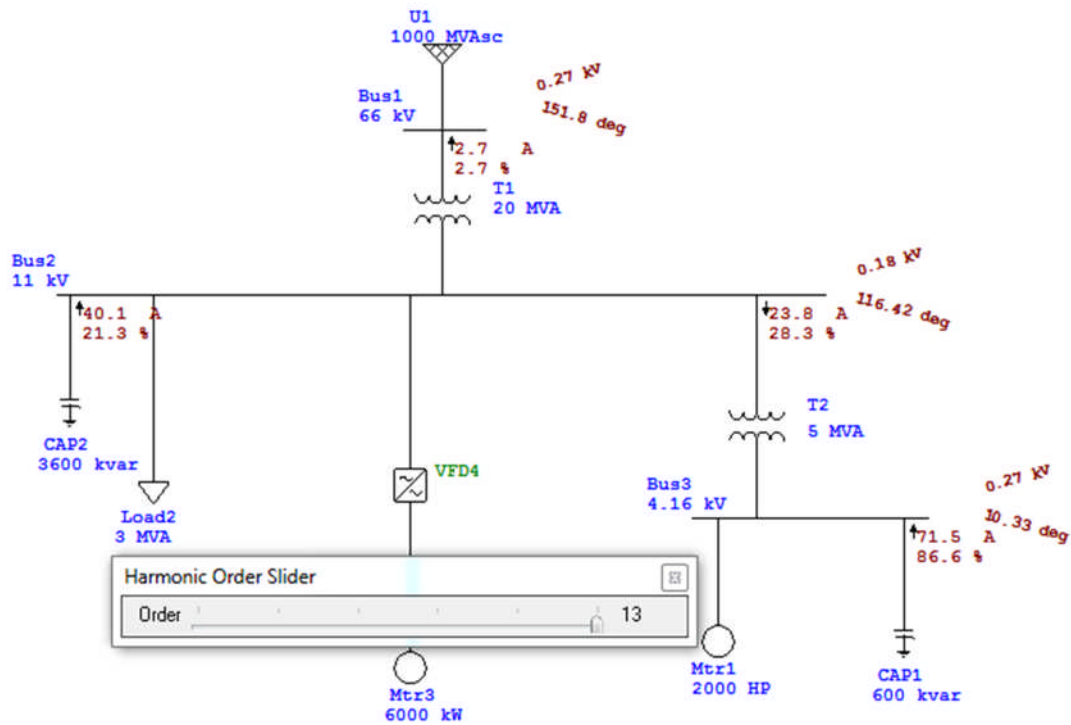 U1
1000 MVAsc
0.27 kV
Bus1
66 kV
151.8 deg
2.7 A
2.7 %
T1
20 MVA
Bus2
11 kV
0.18 kV
116.42 deg
40.1 A
21.3 %
23.8 A
28.3 %
T2
5 MVA
CAP2
3600 kvar
VFD4
Load2
3 MVA
Bus3
4.16 kV
0.27 kV
10.33 deg
71.5 A
86.6 %
Harmonic Order Slider
Order
13
Mtr3
6000 kW
Mtr1
2000 HP
CAP1
600 kvar